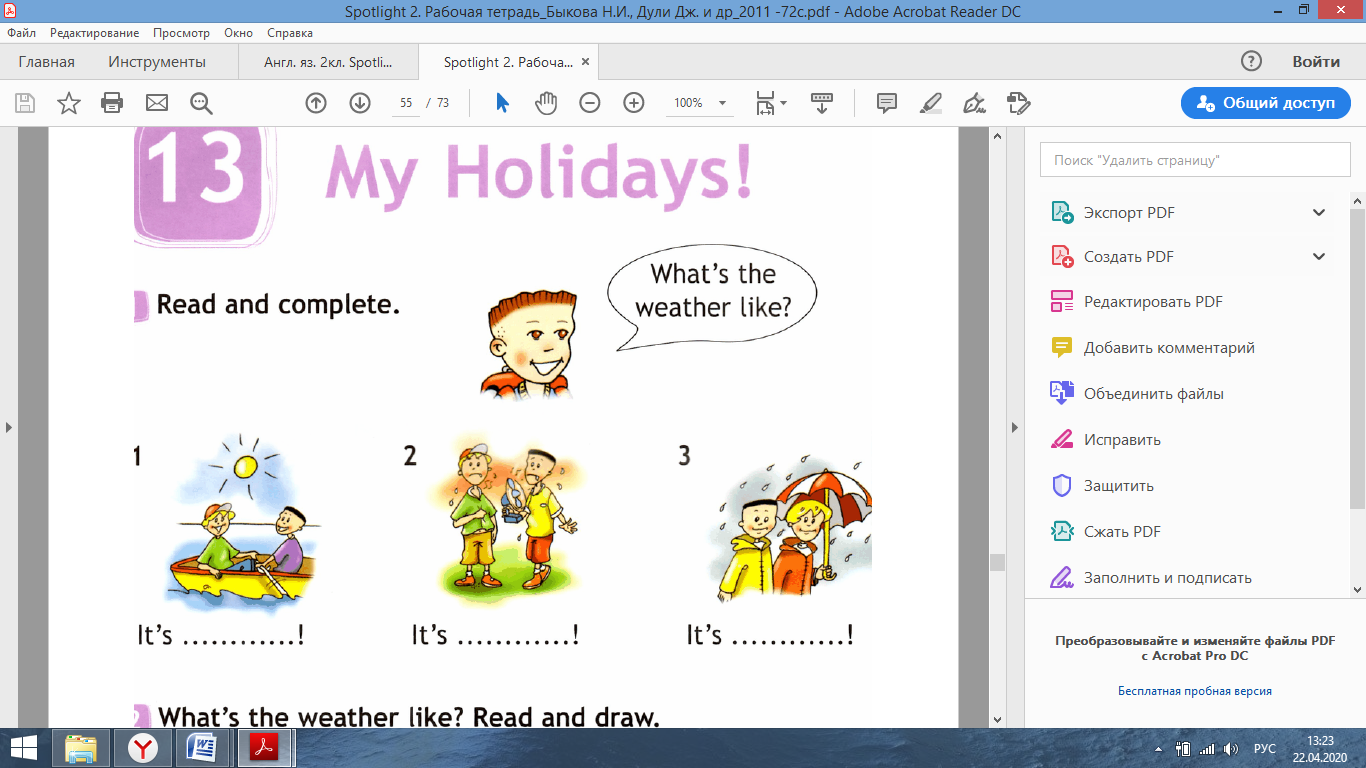 Spotlight 2. Рабочая тетрадь_Быкова Н.И., Дули Дж. и др_2011 -72с.pdf - Adobe Acrobat Reader DC
Файл Редактирование Просмотр Окно Справка
Главная Инструменты Англ. яз. 2кл. Spotli... Spotlight 2. Рабоча... × Войти
55 / 73 100% Общий доступ
13 My Holidays!
Read and complete.
What's the
weather like?
1 2 3
It's ............! It's ............! It's ............!
What's the weather like? Read and draw.
Поиск "Удалить страницу"
Экспорт PDF
Создать PDF
Редактировать PDF
Добавить комментарий
Объединить файлы
Исправить
Защитить
Сжать PDF
Заполнить и подписать
Преобразовывайте и изменяйте файлы PDF
с Acrobat Pro DC
Бесплатная пробная версия
РУС
13:23
22.04.2020